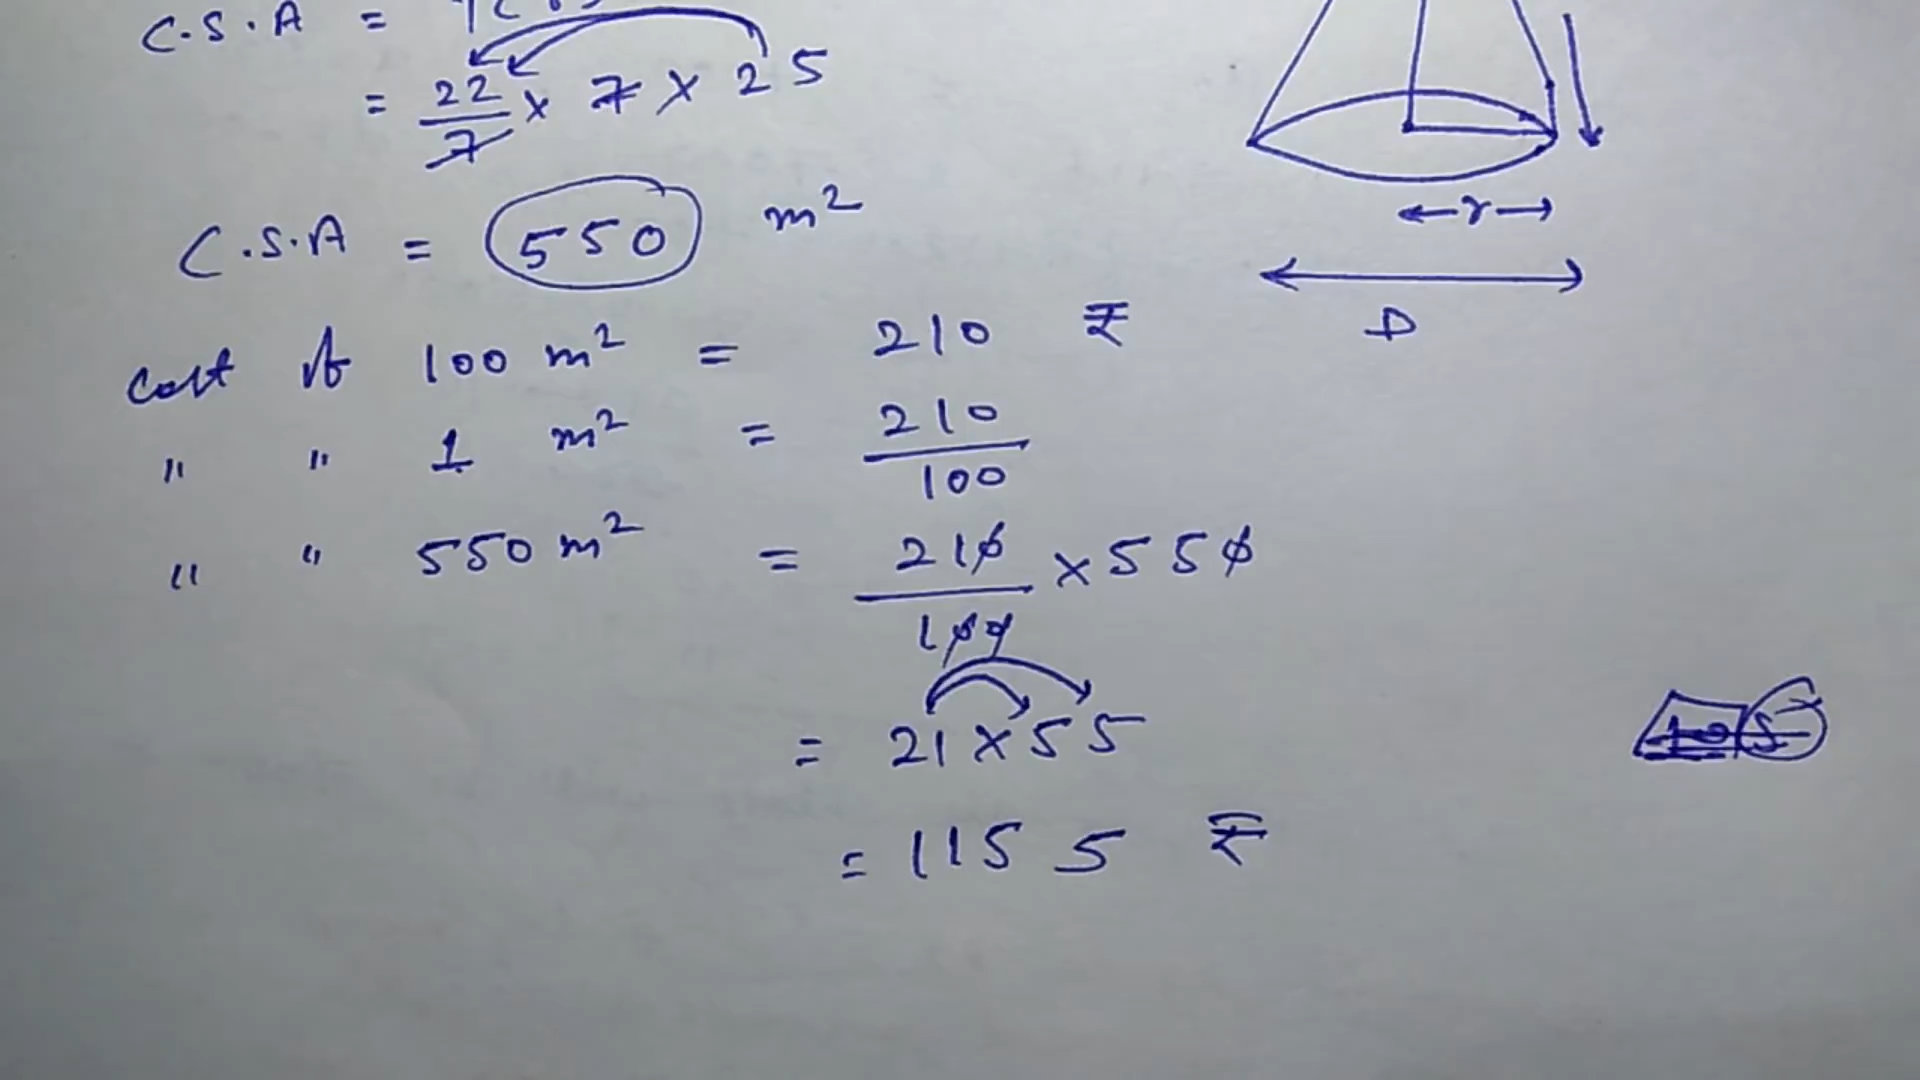 C.S.A =
= 22/7 × 7 × 25
C.S.A = 550 m²
r
D
cost of 100 m² = 210 ₹
" " 1 m² = 210/100
" " 550 m² = 210/100 × 550
= 21 × 55
= 1155 ₹